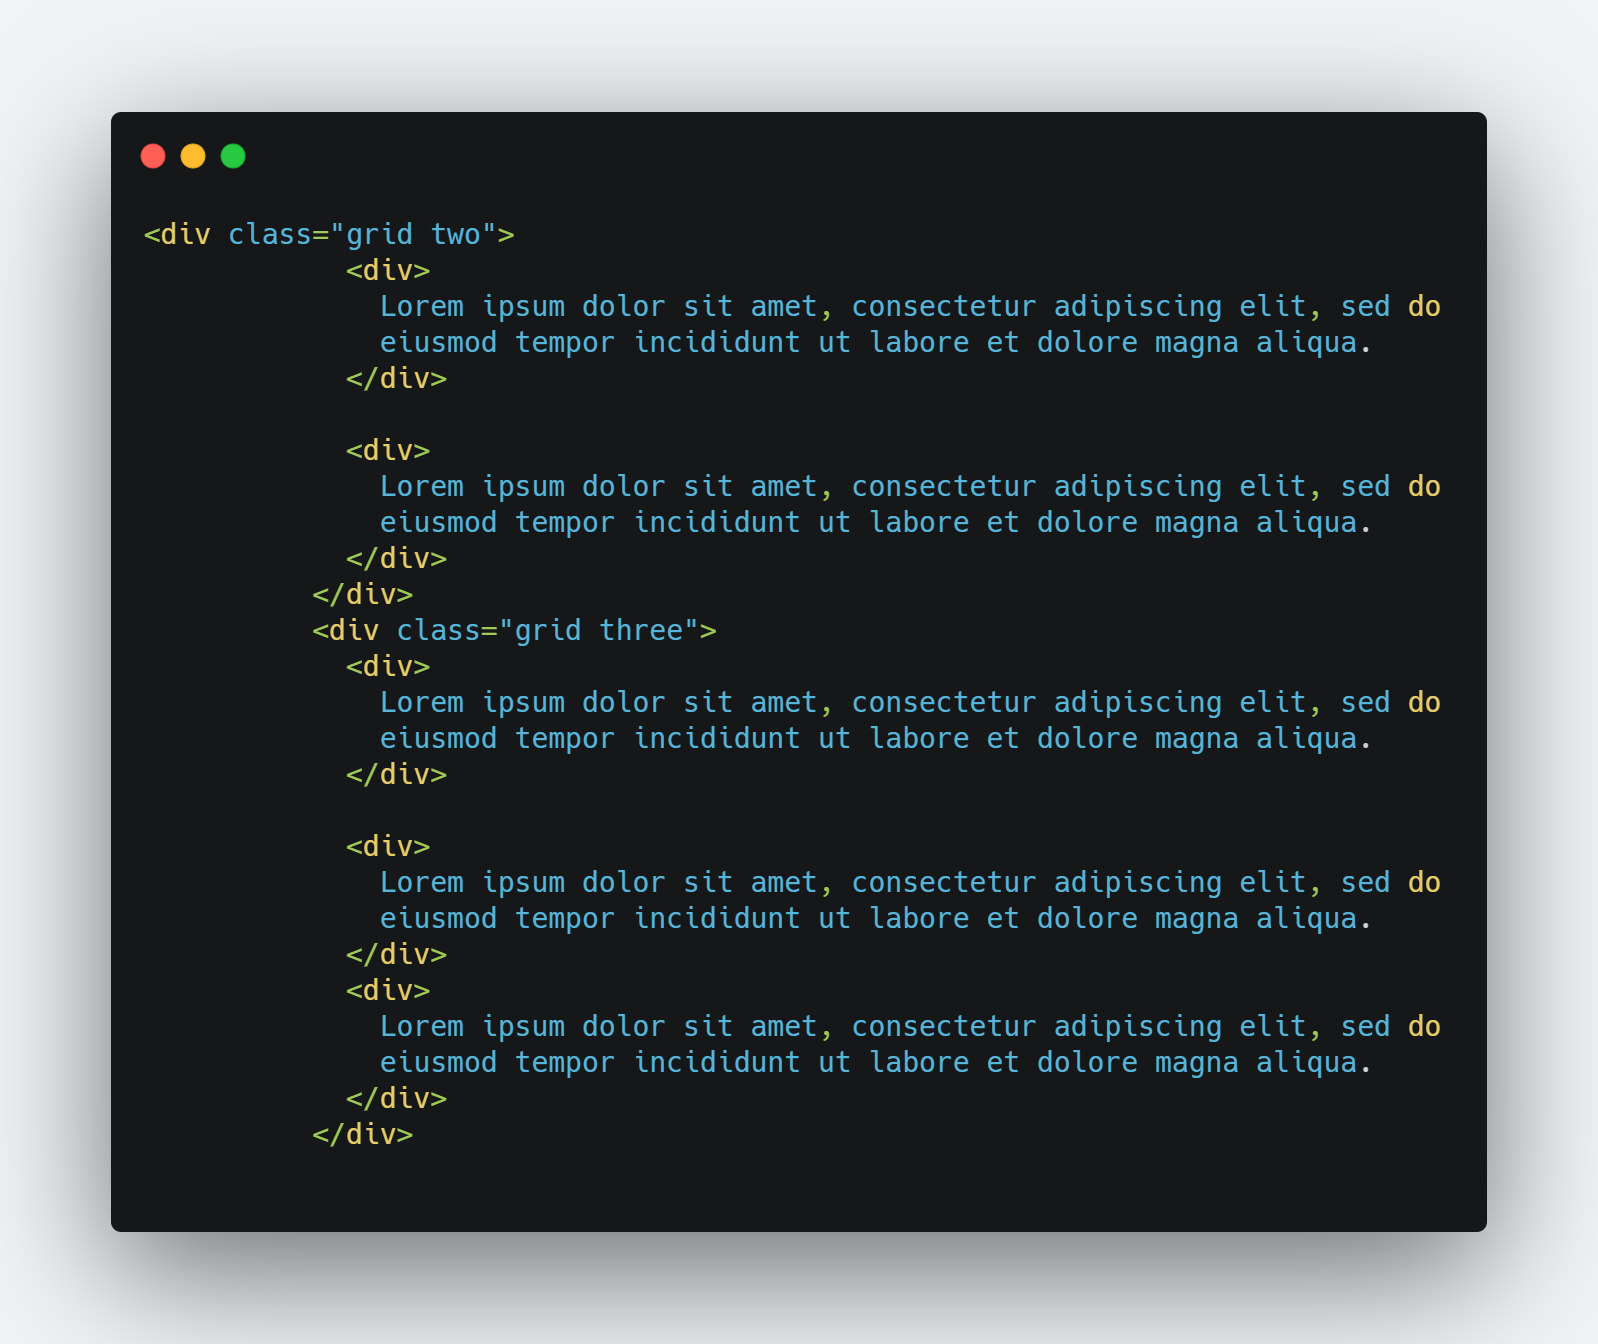 <div class="grid two">
            <div>
              Lorem ipsum dolor sit amet, consectetur adipiscing elit, sed do
              eiusmod tempor incididunt ut labore et dolore magna aliqua.
            </div>

            <div>
              Lorem ipsum dolor sit amet, consectetur adipiscing elit, sed do
              eiusmod tempor incididunt ut labore et dolore magna aliqua.
            </div>
          </div>
          <div class="grid three">
            <div>
              Lorem ipsum dolor sit amet, consectetur adipiscing elit, sed do
              eiusmod tempor incididunt ut labore et dolore magna aliqua.
            </div>

            <div>
              Lorem ipsum dolor sit amet, consectetur adipiscing elit, sed do
              eiusmod tempor incididunt ut labore et dolore magna aliqua.
            </div>
            <div>
              Lorem ipsum dolor sit amet, consectetur adipiscing elit, sed do
              eiusmod tempor incididunt ut labore et dolore magna aliqua.
            </div>
          </div>